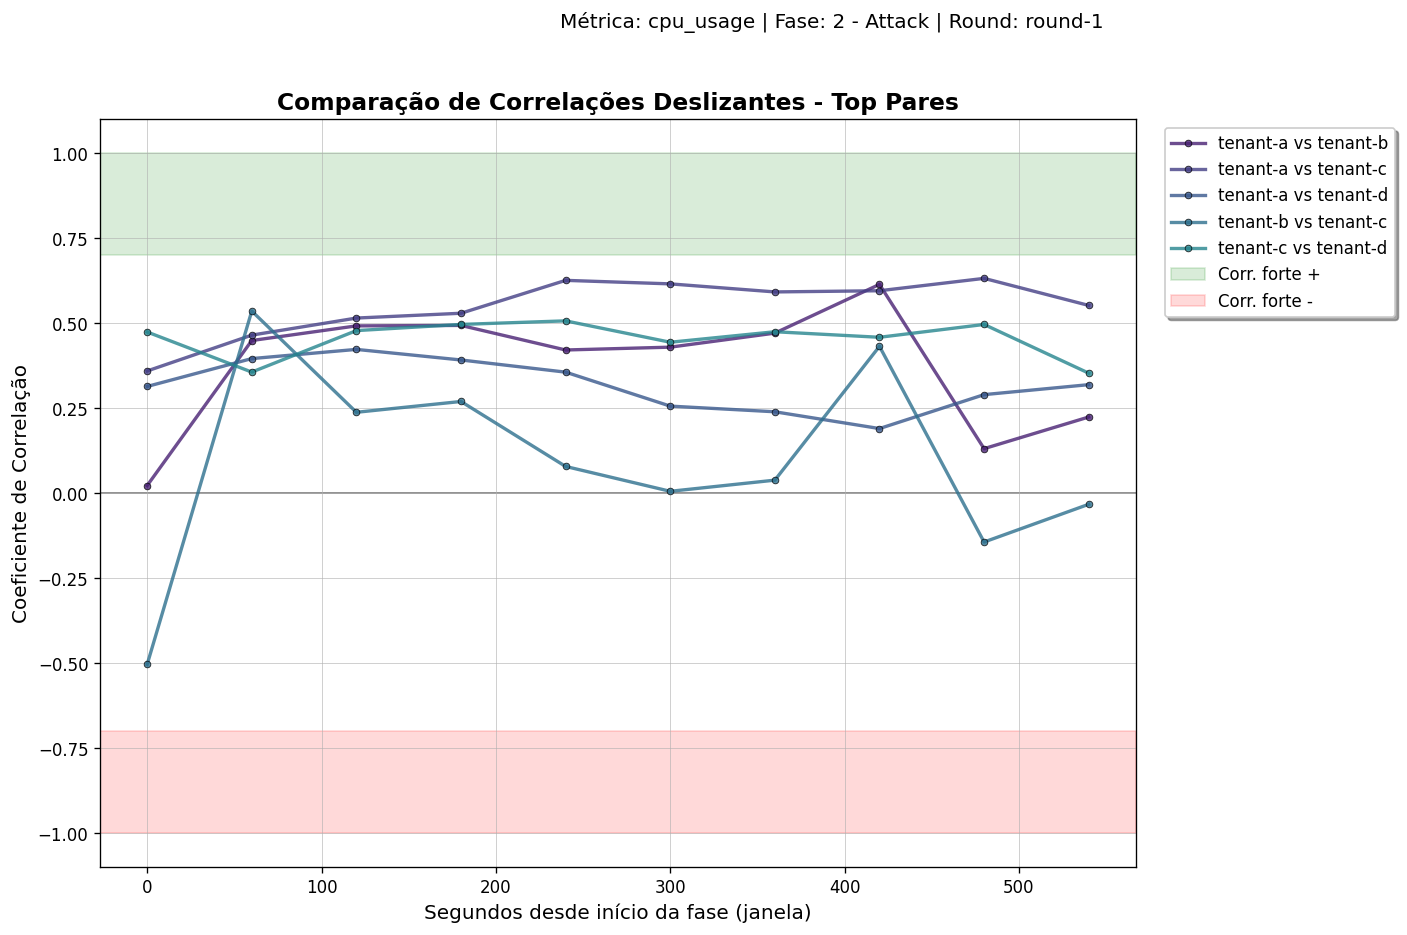 Métrica: cpu_usage | Fase: 2 - Attack | Round: round-1
Comparação de Correlações Deslizantes - Top Pares
1.00
0.75
0.50
0.25
0.00
−0.25
−0.50
−0.75
−1.00
Coeficiente de Correlação
0 100 200 300 400 500
Segundos desde início da fase (janela)
tenant-a vs tenant-b
tenant-a vs tenant-c
tenant-a vs tenant-d
tenant-b vs tenant-c
tenant-c vs tenant-d
Corr. forte +
Corr. forte -